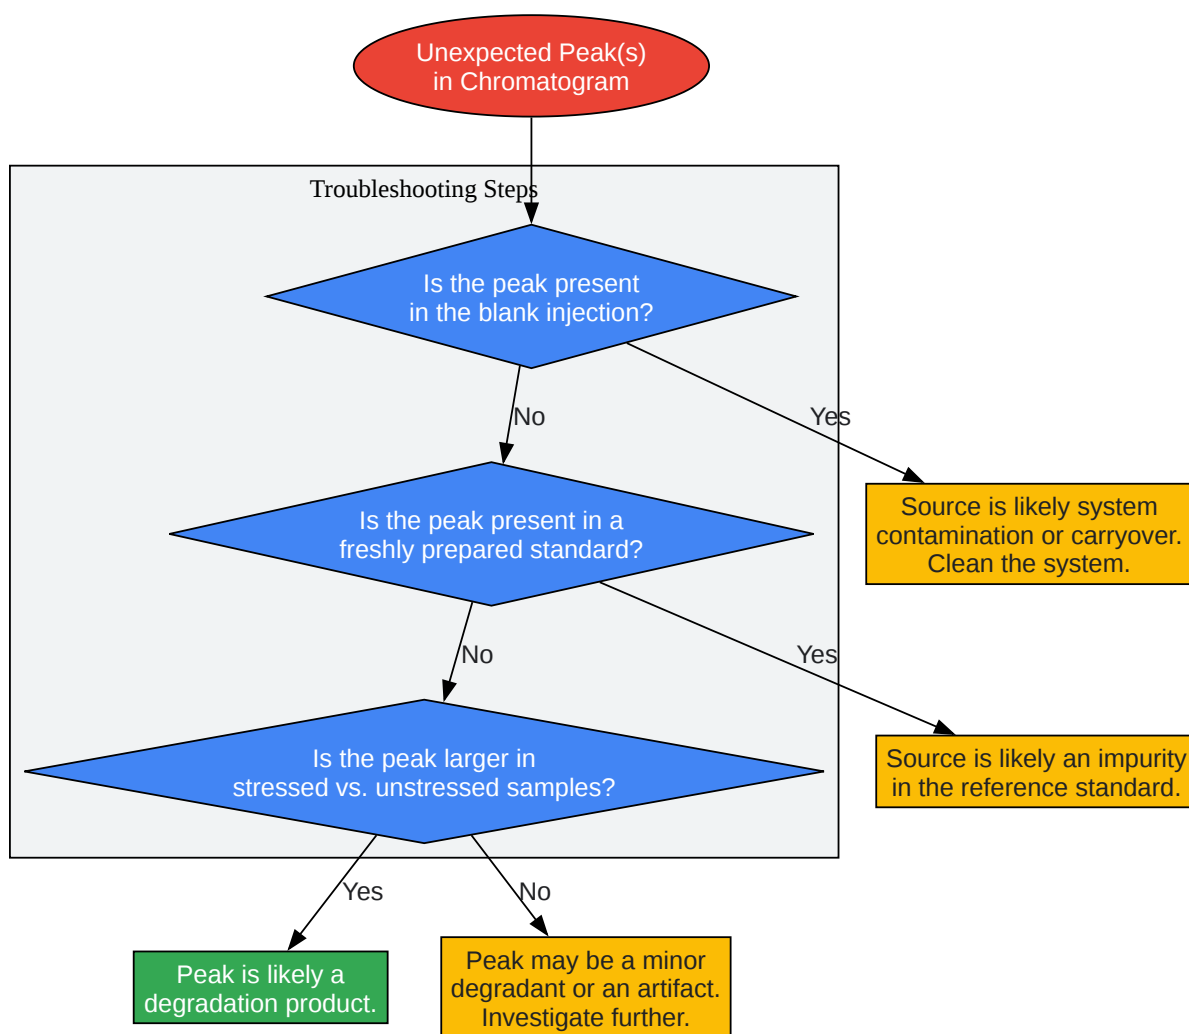 Unexpected Peak(s)
in Chromatogram
Troubleshooting Steps
Is the peak present
in the blank injection?
No
Yes
Source is likely system
contamination or carryover.
Clean the system.
Is the peak present in a
freshly prepared standard?
No
Yes
Source is likely an impurity
in the reference standard.
Is the peak larger in
stressed vs. unstressed samples?
Yes
No
Peak is likely a
degradation product.
Peak may be a minor
degradant or an artifact.
Investigate further.